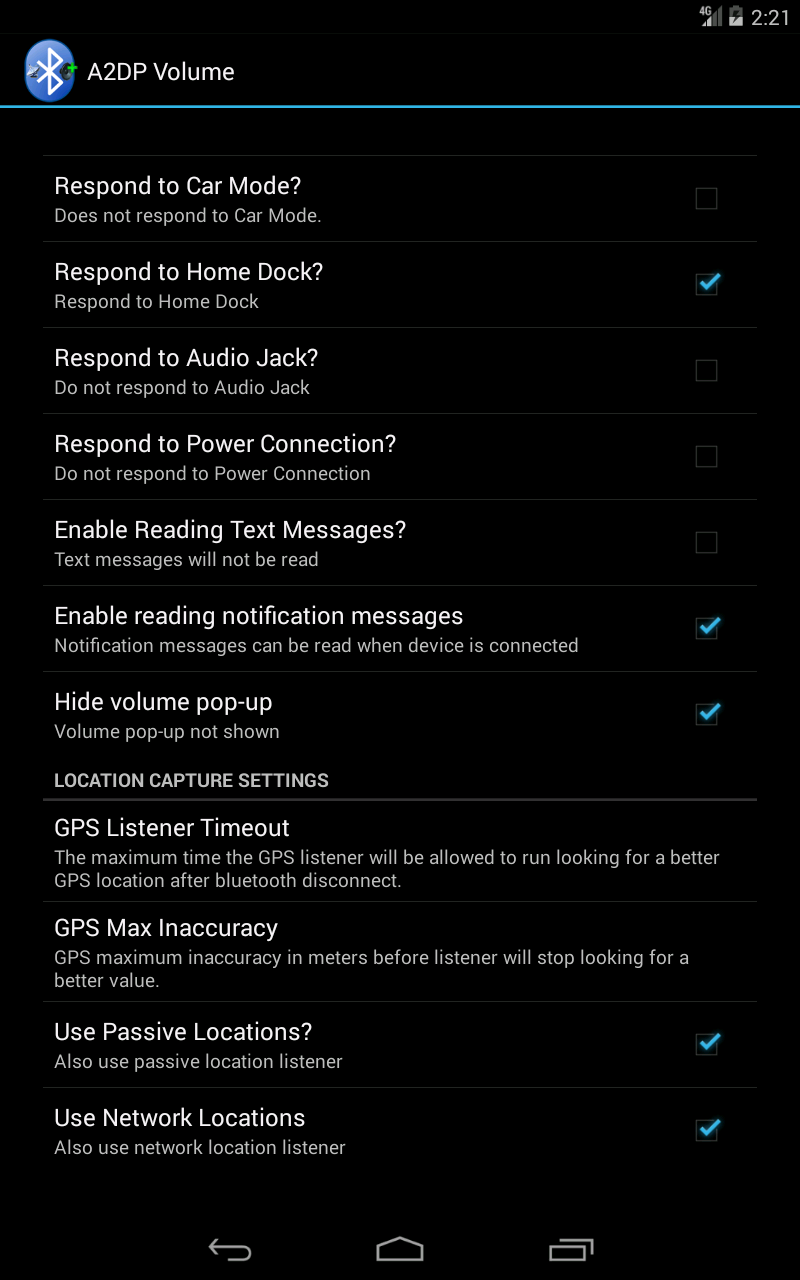 4G 2:21
A2DP Volume
Respond to Car Mode?
Does not respond to Car Mode.
Respond to Home Dock?
Respond to Home Dock
Respond to Audio Jack?
Do not respond to Audio Jack
Respond to Power Connection?
Do not respond to Power Connection
Enable Reading Text Messages?
Text messages will not be read
Enable reading notification messages
Notification messages can be read when device is connected
Hide volume pop-up
Volume pop-up not shown
LOCATION CAPTURE SETTINGS
GPS Listener Timeout
The maximum time the GPS listener will be allowed to run looking for a better
GPS location after bluetooth disconnect.
GPS Max Inaccuracy
GPS maximum inaccuracy in meters before listener will stop looking for a
better value.
Use Passive Locations?
Also use passive location listener
Use Network Locations
Also use network location listener